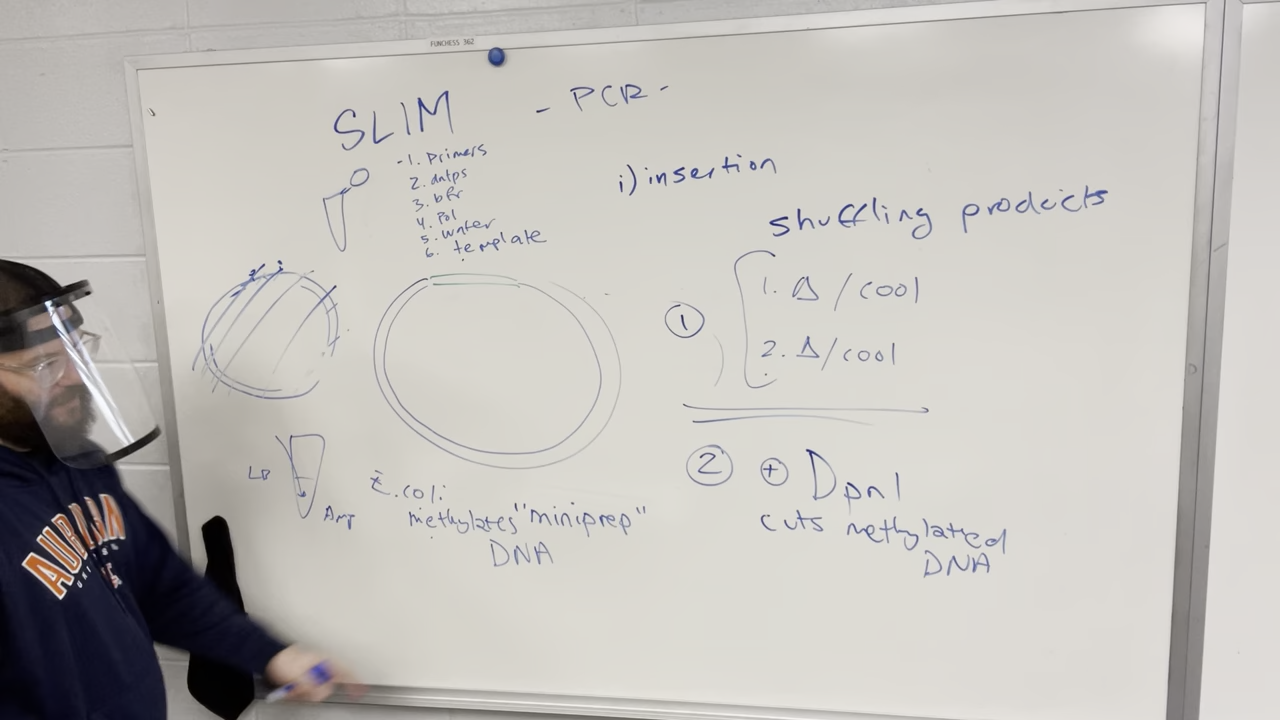 FUNCHESS 362
SLIM - PCR -
-1. Primers
2. dntps
3. bfr
4. Pol
5. water
6. template
i) insertion
shuffling products
1
1. Δ / cool
2. Δ/cool
2 + DpnI
cuts methylated
DNA
LB
Amp
E.coli
methylates "miniprep"
DNA
AUBURN